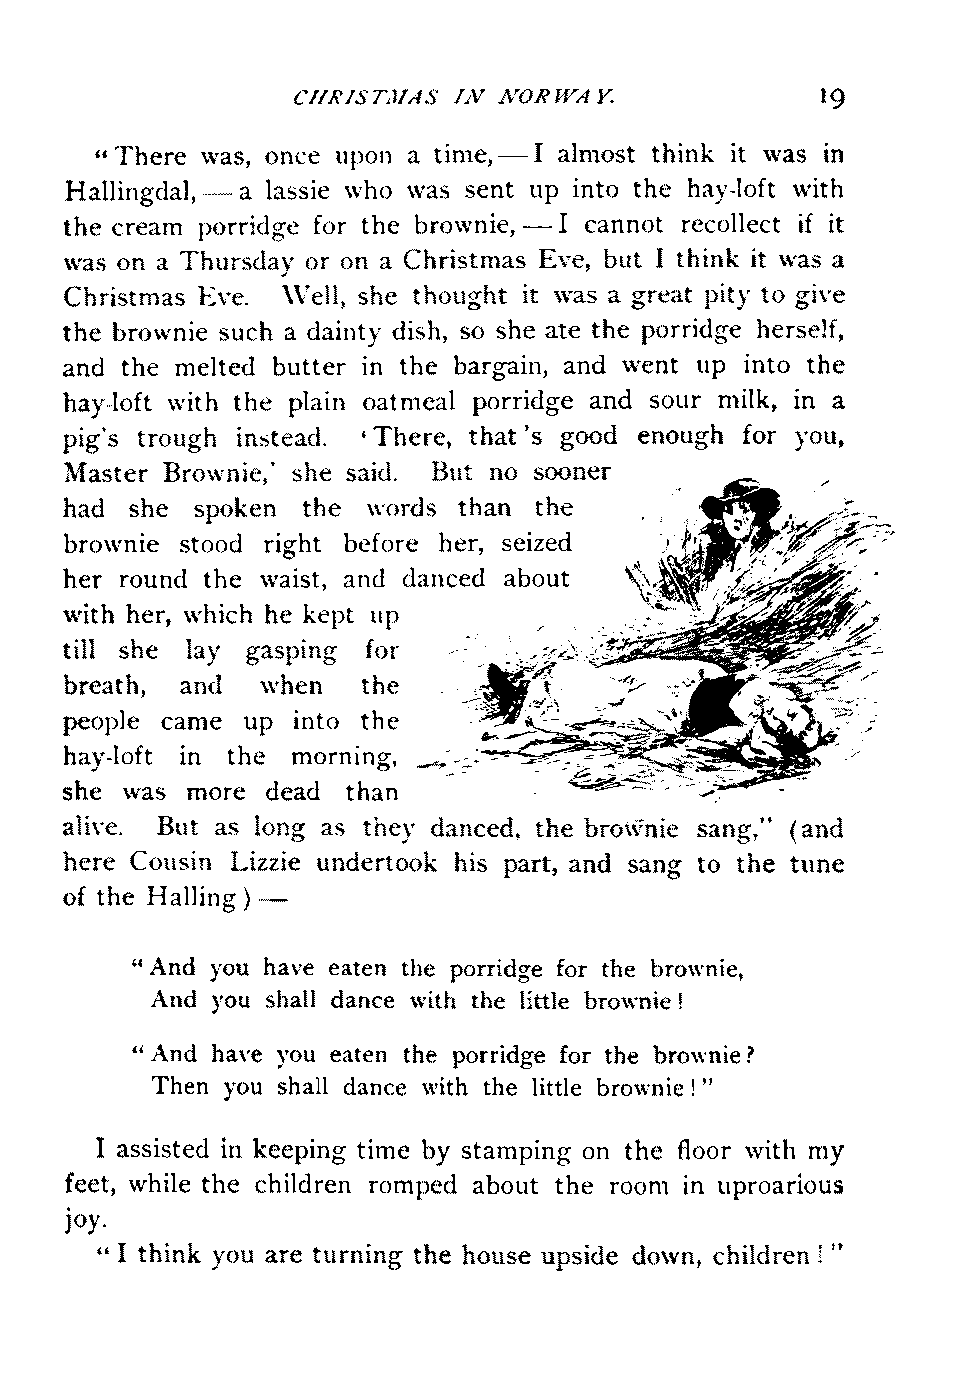 CHRISTMAS IN NORWAY. 19
“There was, once upon a time,—I almost think it was in
Hallingdal,—a lassie who was sent up into the hay-loft with
the cream porridge for the brownie,—I cannot recollect if it
was on a Thursday or on a Christmas Eve, but I think it was a
Christmas Eve. Well, she thought it was a great pity to give
the brownie such a dainty dish, so she ate the porridge herself,
and the melted butter in the bargain, and went up into the
hay-loft with the plain oatmeal porridge and sour milk, in a
pig's trough instead. ‘There, that's good enough for you,
Master Brownie,’ she said. But no sooner
had she spoken the words than the
brownie stood right before her, seized
her round the waist, and danced about
with her, which he kept up
till she lay gasping for
breath, and when the
people came up into the
hay-loft in the morning,
she was more dead than
alive. But as long as they danced, the brownie sang,” (and
here Cousin Lizzie undertook his part, and sang to the tune
of the Halling)—
“And you have eaten the porridge for the brownie,
And you shall dance with the little brownie!
“And have you eaten the porridge for the brownie?
Then you shall dance with the little brownie!”
I assisted in keeping time by stamping on the floor with my
feet, while the children romped about the room in uproarious
joy.
“I think you are turning the house upside down, children!”